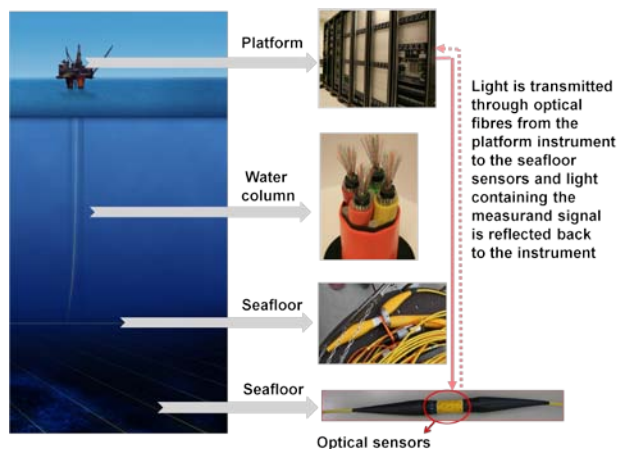 Platform
Light is transmitted
through optical
fibres from the
platform instrument
to the seafloor
sensors and light
containing the
measurand signal
is reflected back
to the instrument
Water
column
Seafloor
Seafloor
Optical sensors